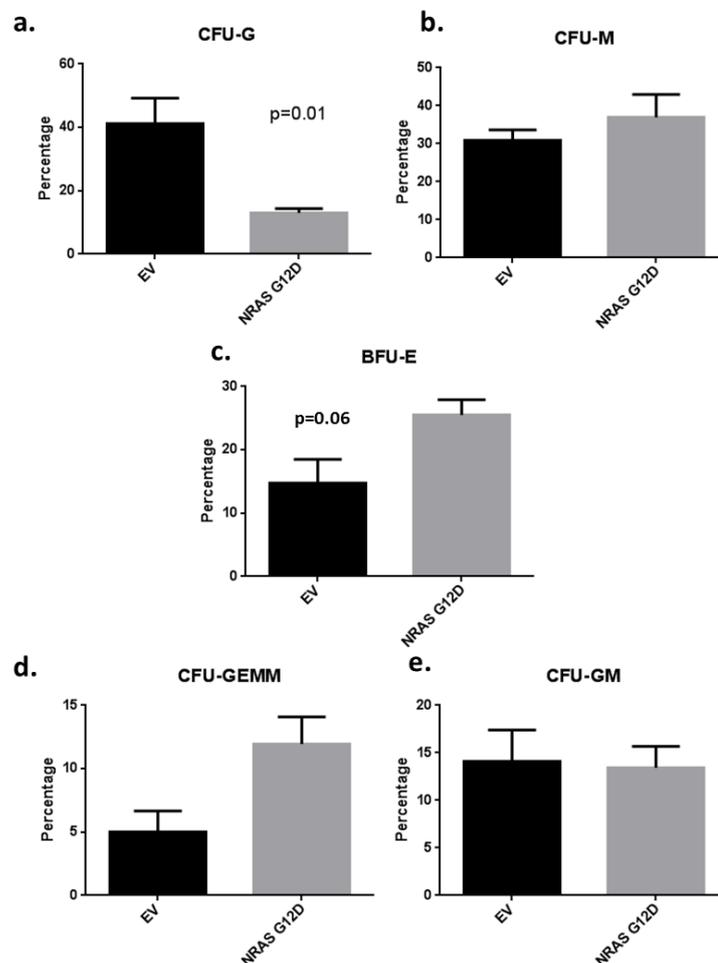 a.
CFU-G
60
40
20
0
Percentage
p=0.01
EV
NRAS G12D
b.
CFU-M
50
40
30
20
10
0
Percentage
EV
NRAS G12D
c.
BFU-E
30
20
10
0
Percentage
p=0.06
EV
NRAS G12D
d.
CFU-GEMM
15
10
5
0
Percentage
EV
NRAS G12D
e.
CFU-GM
20
15
10
5
0
Percentage
EV
NRAS G12D